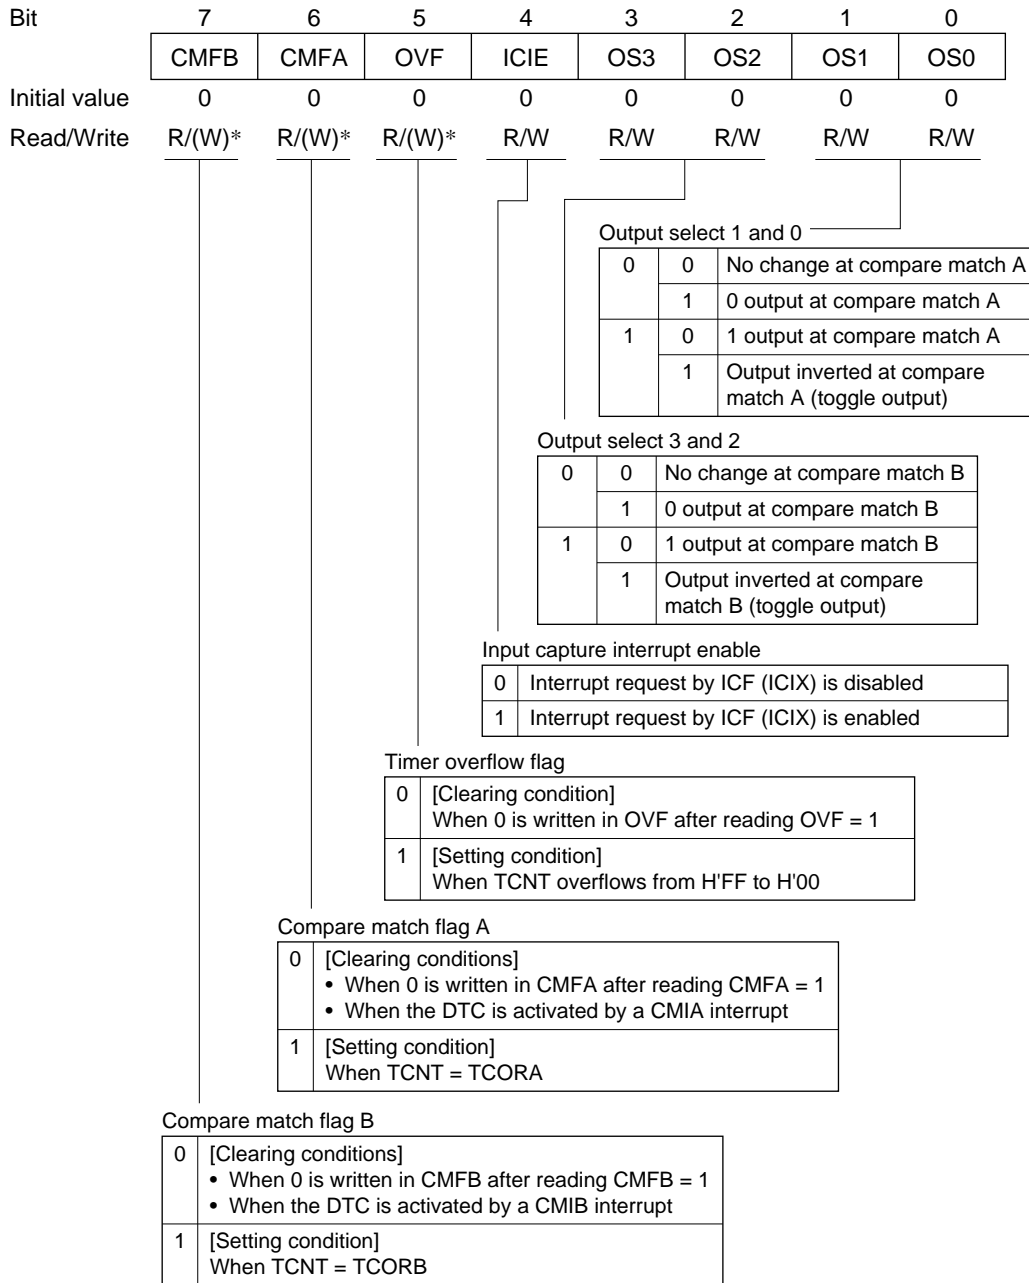 Bit 7 6 5 4 3 2 1 0
CMFB CMFA OVF ICIE OS3 OS2 OS1 OS0
Initial value 0 0 0 0 0 0 0 0
Read/Write R/(W)* R/(W)* R/(W)* R/W R/W R/W R/W R/W
Output select 1 and 0
0 0 No change at compare match A
1 0 output at compare match A
1 0 1 output at compare match A
1 Output inverted at compare
match A (toggle output)
Output select 3 and 2
0 0 No change at compare match B
1 0 output at compare match B
1 0 1 output at compare match B
1 Output inverted at compare
match B (toggle output)
Input capture interrupt enable
0 Interrupt request by ICF (ICIX) is disabled
1 Interrupt request by ICF (ICIX) is enabled
Timer overflow flag
0 [Clearing condition]
When 0 is written in OVF after reading OVF = 1
1 [Setting condition]
When TCNT overflows from H'FF to H'00
Compare match flag A
0 [Clearing conditions]
• When 0 is written in CMFA after reading CMFA = 1
• When the DTC is activated by a CMIA interrupt
1 [Setting condition]
When TCNT = TCORA
Compare match flag B
0 [Clearing conditions]
• When 0 is written in CMFB after reading CMFB = 1
• When the DTC is activated by a CMIB interrupt
1 [Setting condition]
When TCNT = TCORB